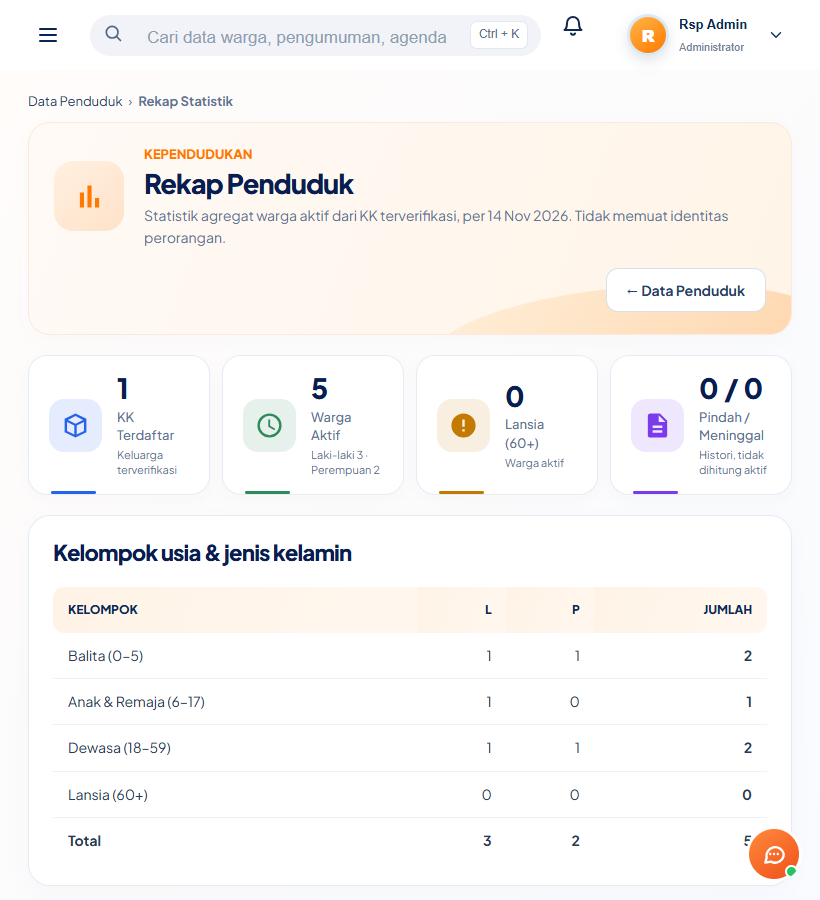 Cari data warga, pengumuman, agenda
Ctrl + K
R
Rsp Admin
Administrator
Data Penduduk › Rekap Statistik
KEPENDUDUKAN
Rekap Penduduk
Statistik agregat warga aktif dari KK terverifikasi, per 14 Nov 2026. Tidak memuat identitas
perorangan.
← Data Penduduk
1
KK
Terdaftar
Keluarga
terverifikasi
5
Warga
Aktif
Laki-laki 3 ·
Perempuan 2
0
Lansia
(60+)
Warga aktif
0 / 0
Pindah /
Meninggal
Histori, tidak
dihitung aktif
Kelompok usia & jenis kelamin
KELOMPOK L P JUMLAH
Balita (0–5) 1 1 2
Anak & Remaja (6–17) 1 0 1
Dewasa (18–59) 1 1 2
Lansia (60+) 0 0 0
Total 3 2 5